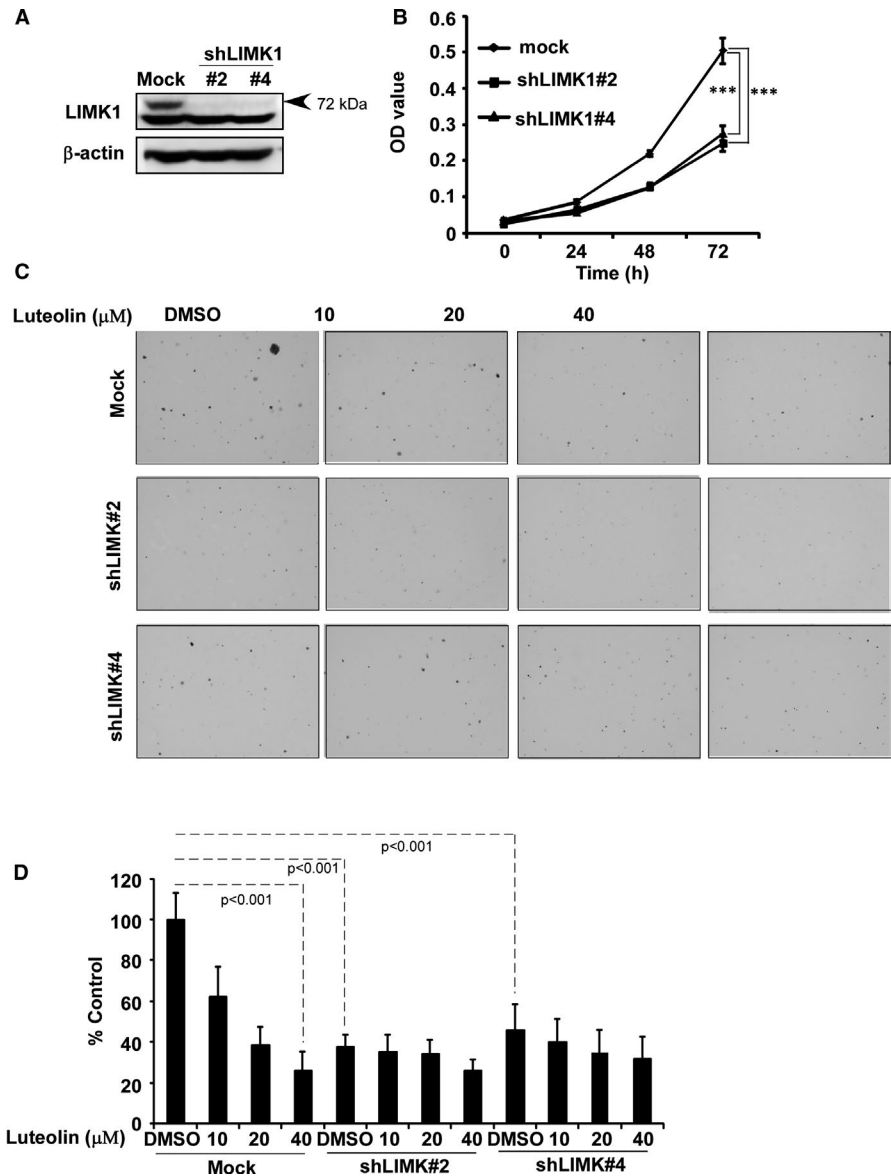 A
shLIMK1
Mock #2 #4
LIMK1
72 kDa
β-actin
B
OD value
0.6
0.5
0.4
0.3
0.2
0.1
0
mock
shLIMK1#2
shLIMK1#4
*** ***
0 24 48 72
Time (h)
C
Luteolin (μM) DMSO 10 20 40
Mock
shLIMK#2
shLIMK#4
D
p<0.001
p<0.001
p<0.001
% Control
120
100
80
60
40
20
0
Luteolin (μM) DMSO 10 20 40 DMSO 10 20 40 DMSO 10 20 40
Mock shLIMK#2 shLIMK#4